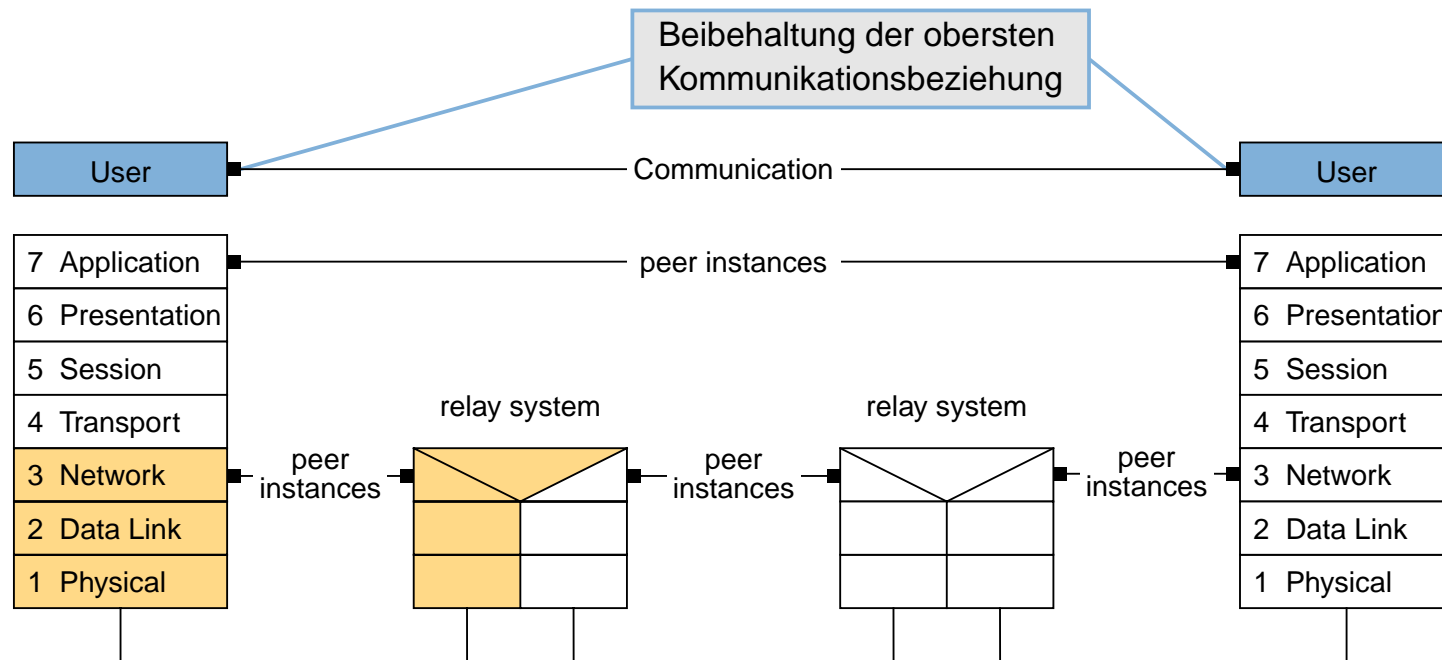 Beibehaltung der obersten
Kommunikationsbeziehung
User
Communication
User
7 Application
peer instances
7 Application
6 Presentation
6 Presentation
5 Session
5 Session
relay system
relay system
4 Transport
4 Transport
3 Network
peer
instances
peer
instances
peer
instances
3 Network
2 Data Link
2 Data Link
1 Physical
1 Physical